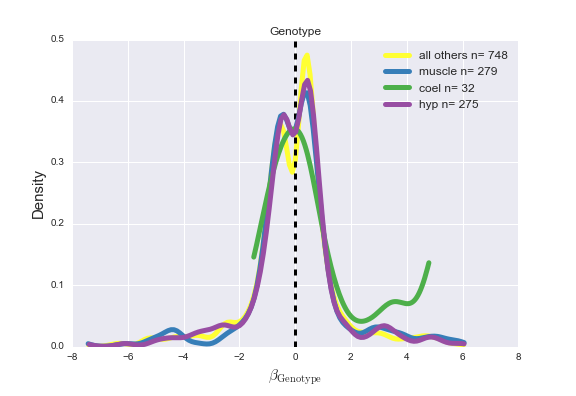 Genotype
0.5
0.4
0.3
0.2
0.1
0.0
Density
all others n= 748
muscle n= 279
coel n= 32
hyp n= 275
−8 −6 −4 −2 0 2 4 6 8
βGenotype